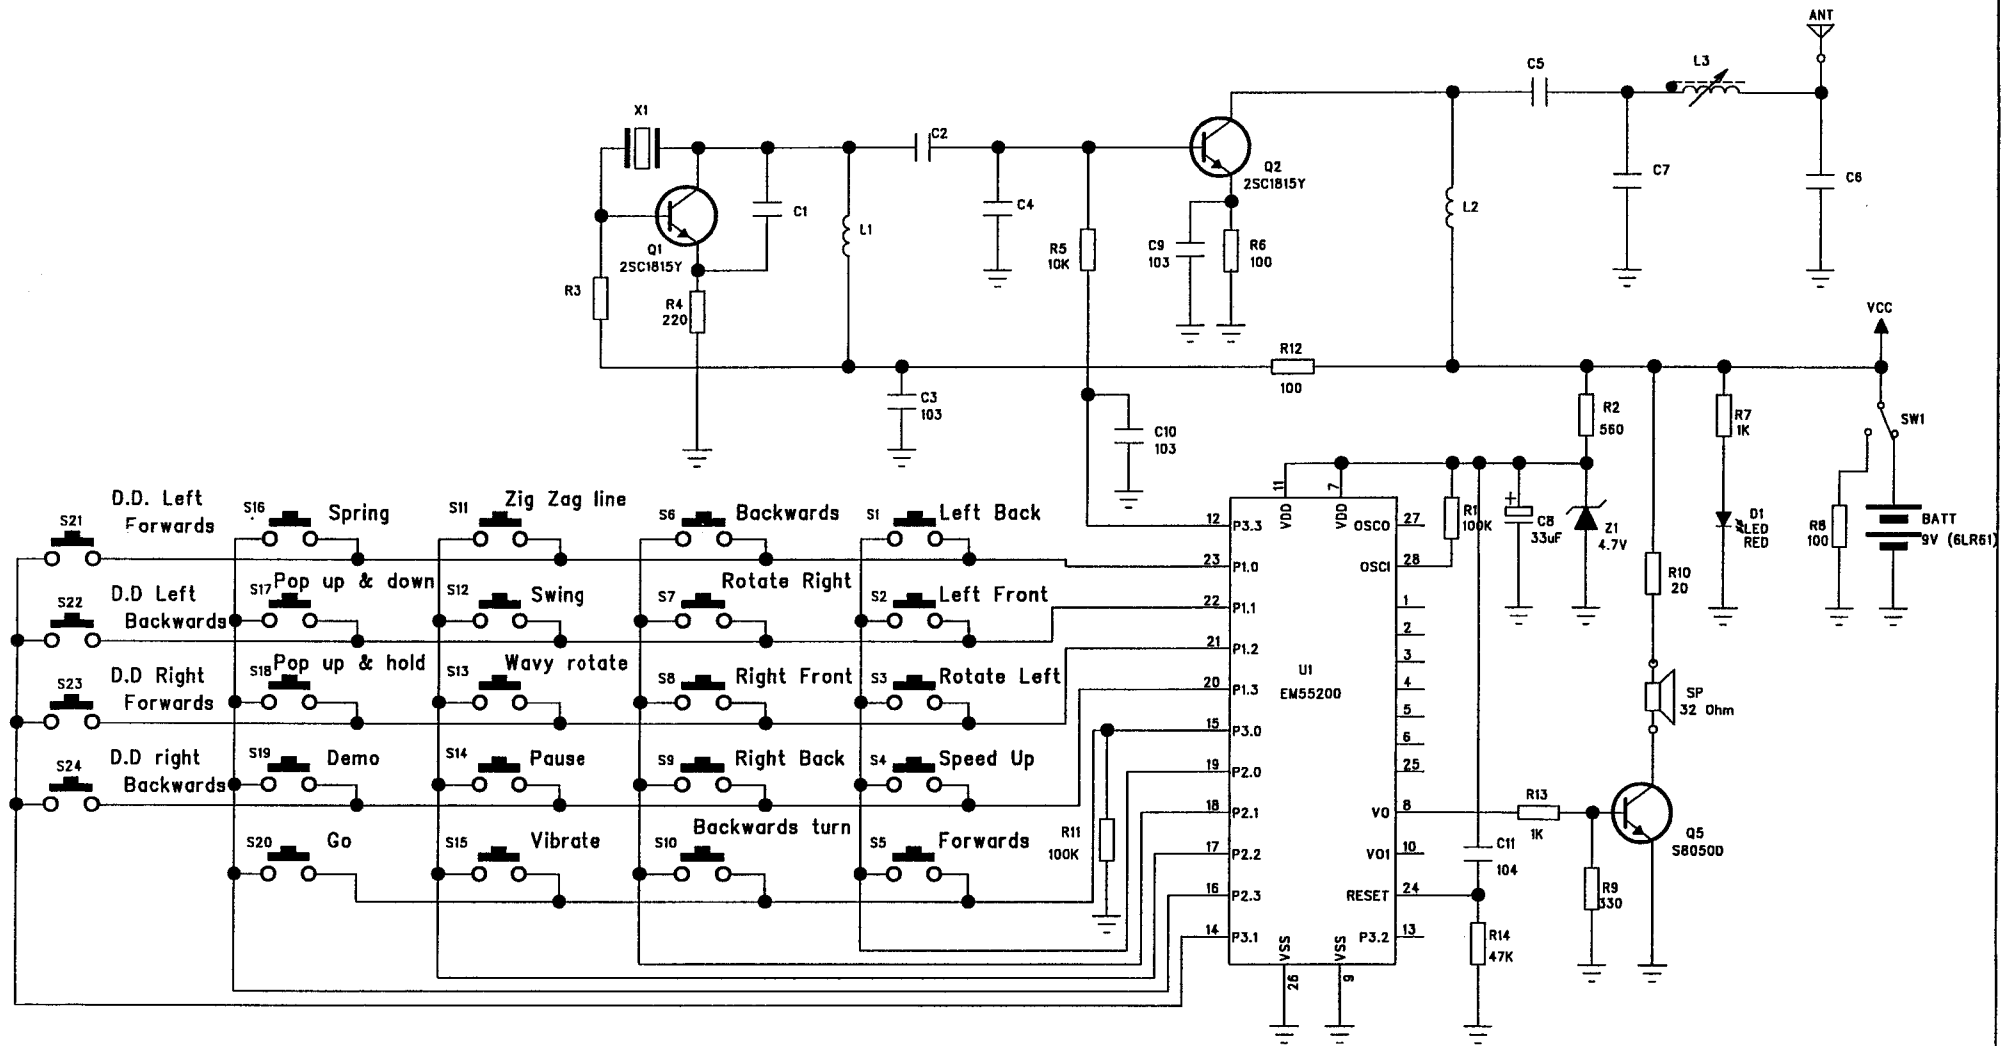 ANT
C5
L3
X1
C2
Q2
2SC1815Y
C7
C6
C1
C4
L2
L1
Q1
2SC1815Y
R5
10K
C9
103
R6
100
R3
R4
220
VCC
R12
100
C3
103
R2
560
R7
1K
SW1
C10
103
D.D. Left
Forwards
S21
S16
Spring
S11
Zig Zag line
S6
Backwards
S1
Left Back
11
VDD
7
VDD
12
P3.3
OSCO
27
R1
100K
C8
33uF
Z1
4.7V
D1
LED
RED
R8
100
BATT
9V (6LR61)
23
P1.0
OSCI
28
R10
20
D.D Left
Backwards
S22
S17
Pop up & down
S12
Swing
S7
Rotate Right
S2
Left Front
22
P1.1
1
2
21
P1.2
3
D.D Right
Forwards
S23
S18
Pop up & hold
S13
Wavy rotate
S8
Right Front
S3
Rotate Left
U1
EM55200
20
P1.3
4
SP
32 Ohm
5
15
P3.0
6
D.D right
Backwards
S24
S19
Demo
S14
Pause
S9
Right Back
S4
Speed Up
19
P2.0
25
18
P2.1
VO
8
R13
1K
Q5
S8050D
S20
Go
S15
Vibrate
S10
Backwards turn
S5
Forwards
R11
100K
17
P2.2
VO1
10
C11
104
16
P2.3
RESET
24
R9
330
14
P3.1
VSS
26
VSS
9
P3.2
13
R14
47K